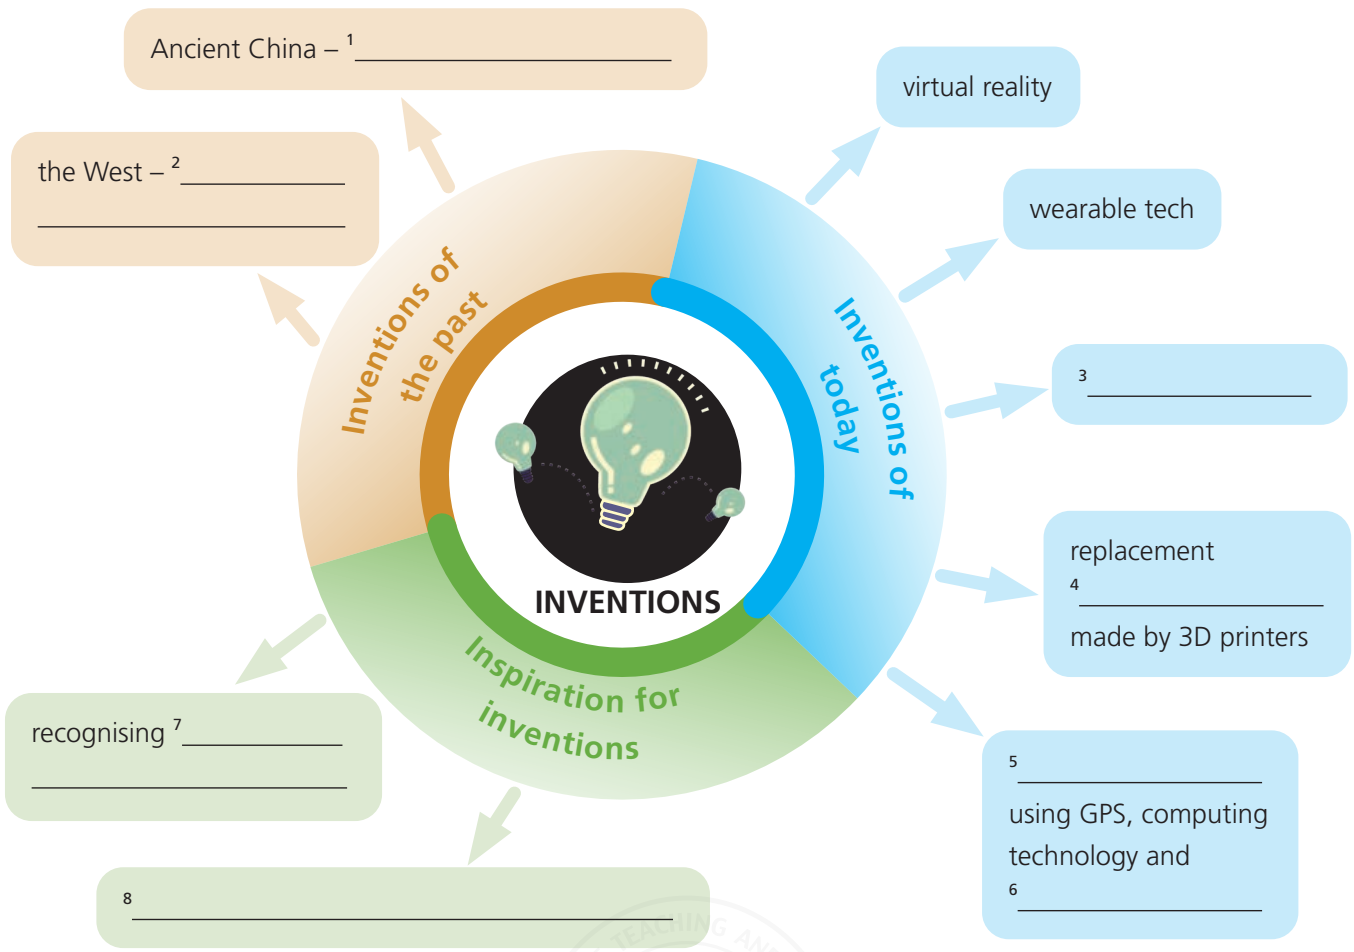 Ancient China – 1
the West – 2
virtual reality
wearable tech
3
replacement
4
made by 3D printers
5
using GPS, computing
technology and
6
Inventions of
the past
Inventions of
today
INVENTIONS
Inspiration for
inventions
recognising 7
8
TEACHING AND